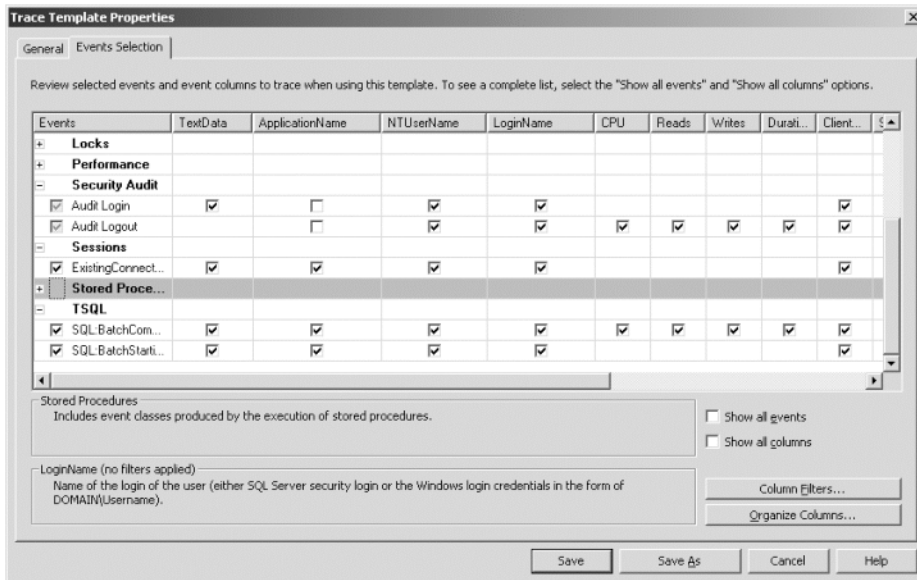 Trace Template Properties
General Events Selection
Review selected events and event columns to trace when using this template. To see a complete list, select the "Show all events" and "Show all columns" options.
Events TextData ApplicationName NTUserName LoginName CPU Reads Writes Durati... Client...
Locks
Performance
Security Audit
Audit Login
Audit Logout
Sessions
ExistingConnect...
Stored Proce...
TSQL
SQL:BatchCom...
SQL:BatchStarti...
Stored Procedures
Includes event classes produced by the execution of stored procedures.
Show all events
Show all columns
LoginName (no filters applied)
Name of the login of the user (either SQL Server security login or the Windows login credentials in the form of
DOMAIN\Username).
Column Filters...
Organize Columns...
Save Save As Cancel Help